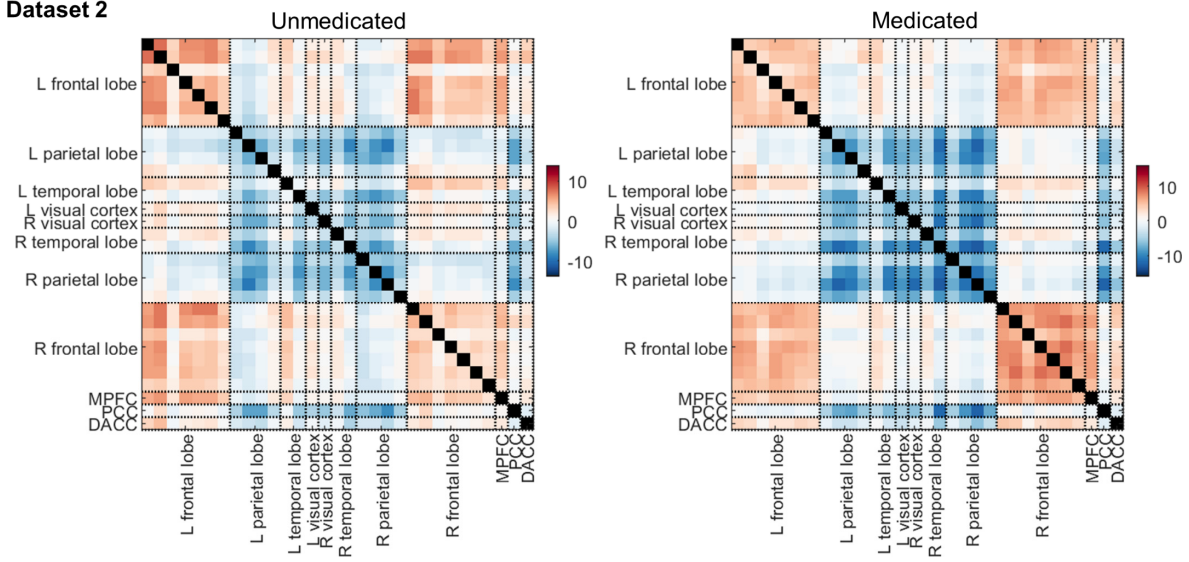 Dataset 2
Unmedicated
L frontal lobe
L parietal lobe
L temporal lobe
L visual cortex
R visual cortex
R temporal lobe
R parietal lobe
R frontal lobe
MPFC
PCC
DACC
L frontal lobe
L parietal lobe
L temporal lobe
L visual cortex
R visual cortex
R temporal lobe
R parietal lobe
R frontal lobe
MPFC
PCC
DACC
10
0
-10
Medicated
L frontal lobe
L parietal lobe
L temporal lobe
L visual cortex
R visual cortex
R temporal lobe
R parietal lobe
R frontal lobe
MPFC
PCC
DACC
L frontal lobe
L parietal lobe
L temporal lobe
L visual cortex
R visual cortex
R temporal lobe
R parietal lobe
R frontal lobe
MPFC
PCC
DACC
10
0
-10